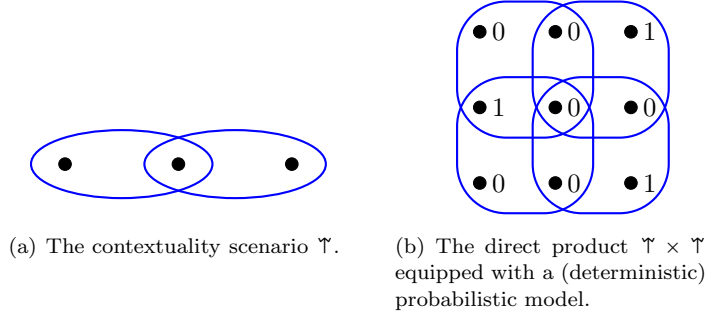 0 0 1
1 0 0
0 0 1
(a) The contextuality scenario ♈.
(b) The direct product ♈ × ♈
equipped with a (deterministic)
probabilistic model.